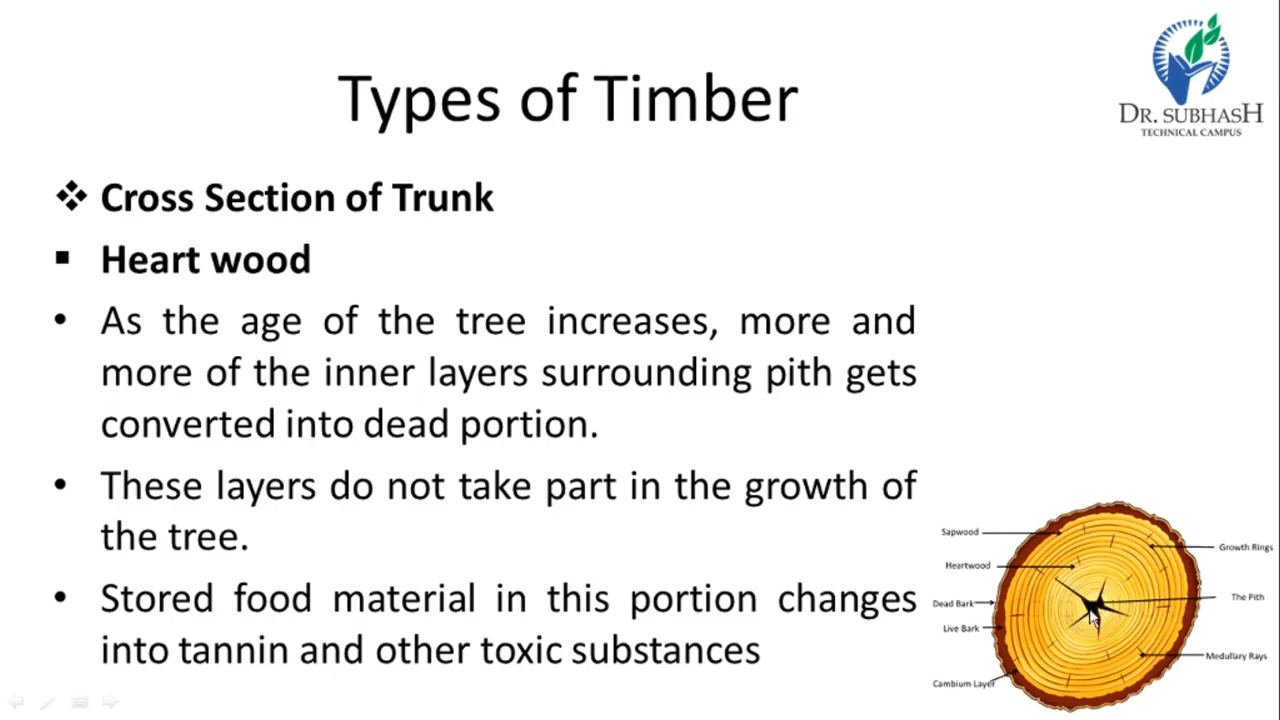 DR. SUBHASH
TECHNICAL CAMPUS
Types of Timber
Cross Section of Trunk
Heart wood
As the age of the tree increases, more and
more of the inner layers surrounding pith gets
converted into dead portion.
These layers do not take part in the growth of
the tree.
Stored food material in this portion changes
into tannin and other toxic substances
Sapwood
Growth Rings
Heartwood
The Pith
Dead Bark
Live Bark
Medullary Rays
Cambium Layer